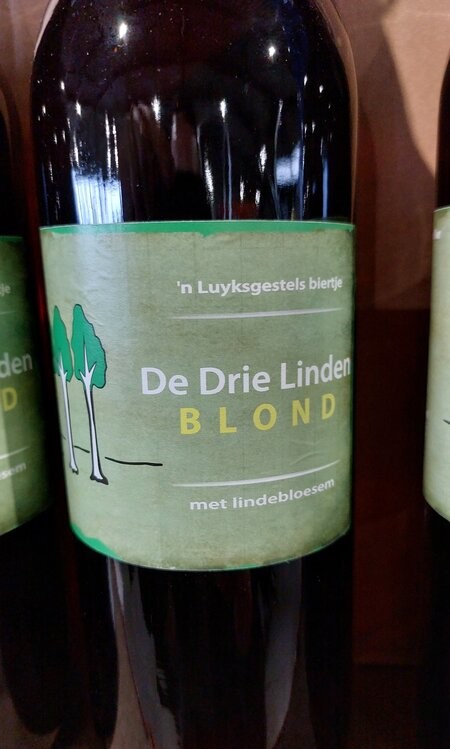 'n Luyksgestels biertje
De Drie Linden
BLOND
met lindebloesem